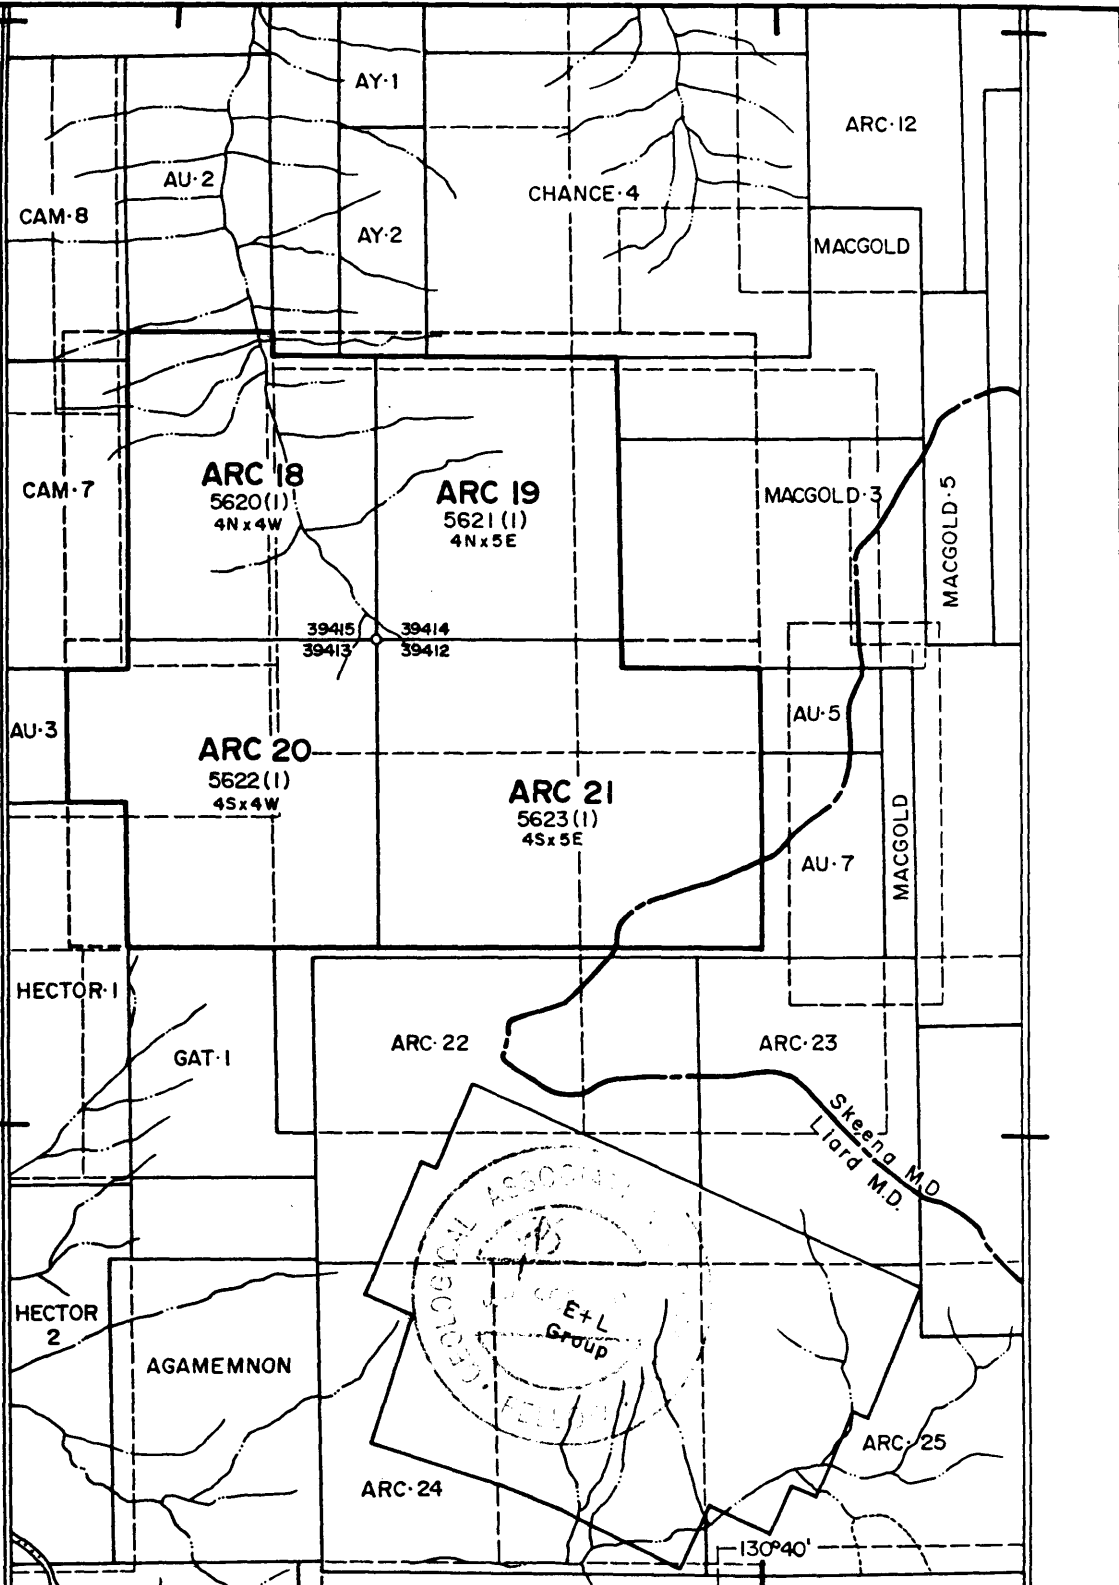 AY·1
ARC·12
AU·2
CHANCE·4
CAM·8
AY·2
MACGOLD
ARC 18
5620(1)
4N x 4W
ARC 19
5621(1)
4N x 5E
CAM·7
MACGOLD·3
MACGOLD·5
39415
39414
39413
39412
AU·3
AU·5
ARC 20
5622(1)
4S x 4W
ARC 21
5623(1)
4S x 5E
MACGOLD
AU·7
HECTOR·1
GAT·1
ARC·22
ARC·23
Skeena M.D.
Liard M.D.
GEOLOGICAL ASSOCIAT
FELLOW
E+L
Group
HECTOR
2
AGAMEMNON
ARC·25
ARC·24
130°40'